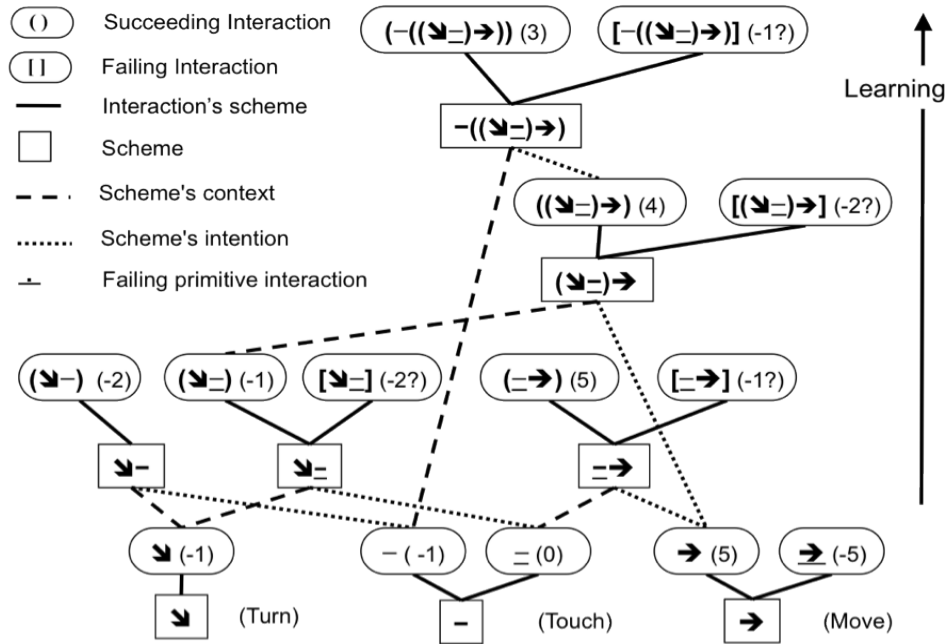 ( ) Succeeding Interaction
[ ] Failing Interaction
Interaction's scheme
Scheme
Scheme's context
Scheme's intention
Failing primitive interaction
(−((➘<u>−</u>)➔)) (3) [−((➘<u>−</u>)➔)] (-1?)
Learning
−((➘<u>−</u>)➔)
((➘<u>−</u>)➔) (4) [(➘<u>−</u>)➔] (-2?)
(➘<u>−</u>)➔
(➘−) (-2) (➘<u>−</u>) (-1) [➘<u>−</u>] (-2?) (<u>−</u>➔) (5) [<u>−</u>➔] (-1?)
➘− ➘<u>−</u> <u>−</u>➔
➘ (-1) − ( -1) <u>−</u> (0) ➔ (5) <u>➔</u> (-5)
➘ (Turn) − (Touch) ➔ (Move)